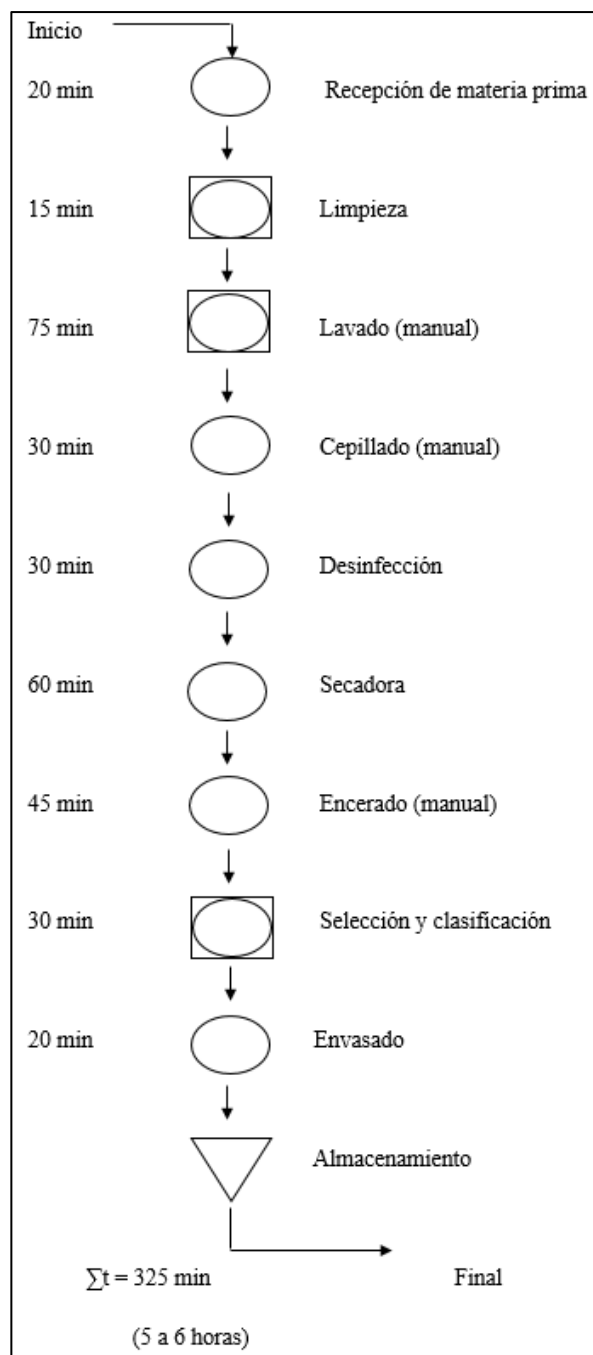 Inicio
20 min Recepción de materia prima
15 min Limpieza
75 min Lavado (manual)
30 min Cepillado (manual)
30 min Desinfección
60 min Secadora
45 min Encerado (manual)
30 min Selección y clasificación
20 min Envasado
Almacenamiento
∑t = 325 min Final
(5 a 6 horas)